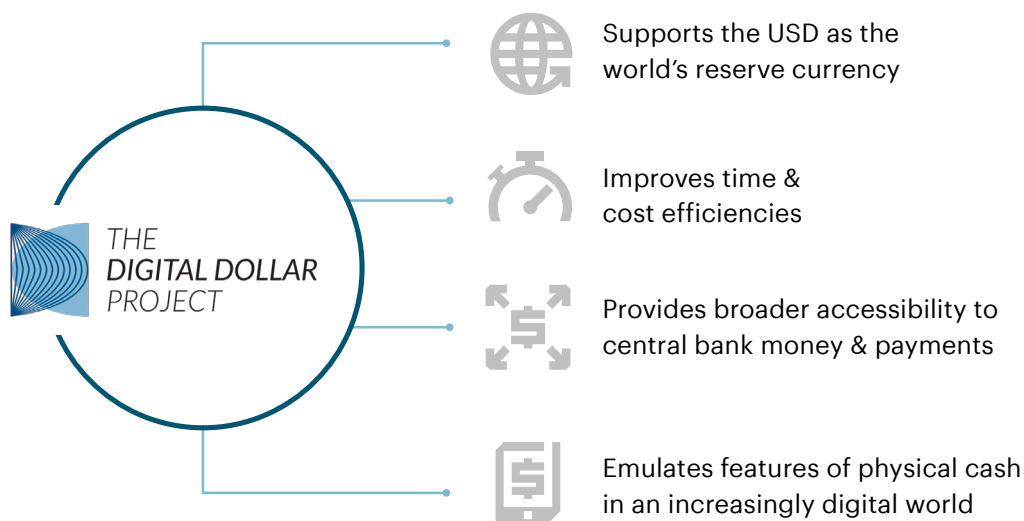 THE
DIGITAL DOLLAR
PROJECT
Supports the USD as the
world’s reserve currency
Improves time &
cost efficiencies
Provides broader accessibility to
central bank money & payments
Emulates features of physical cash
in an increasingly digital world